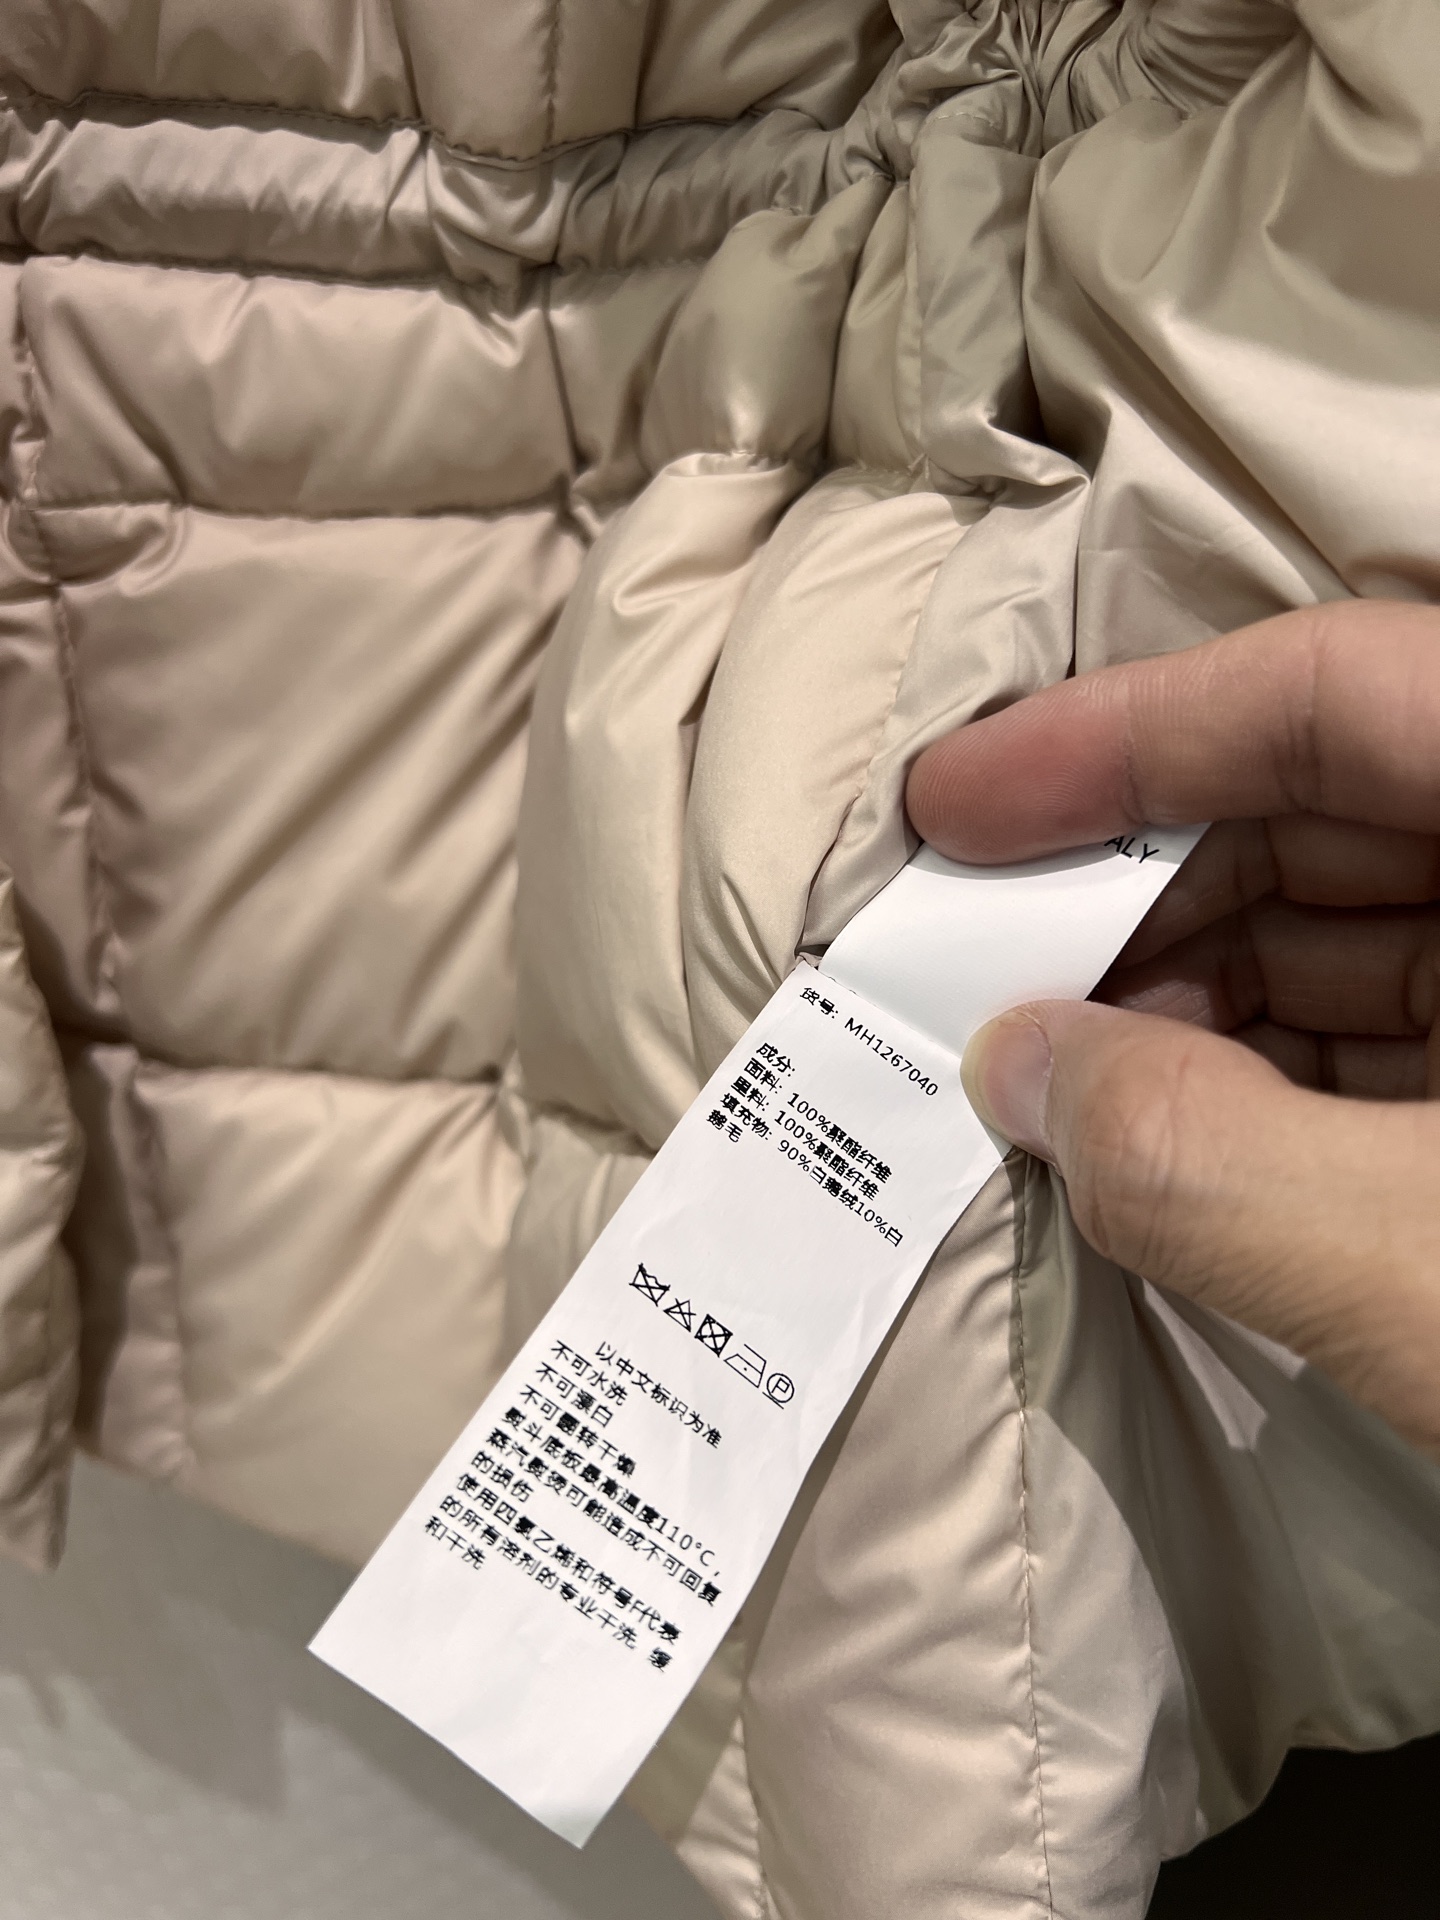 ALY
货号: MH1267040
成分:
面料: 100%聚酯纤维
里料: 100%聚酯纤维
填充物: 90%白鹅绒10%白
鹅毛
P
以中文标识为准
不可水洗
不可漂白
不可翻转干燥
熨斗底板最高温度110°C,
蒸汽熨烫可能造成不可回复
的损伤
使用四氯乙烯和符号F代表
的所有溶剂的专业干洗 缓
和干洗